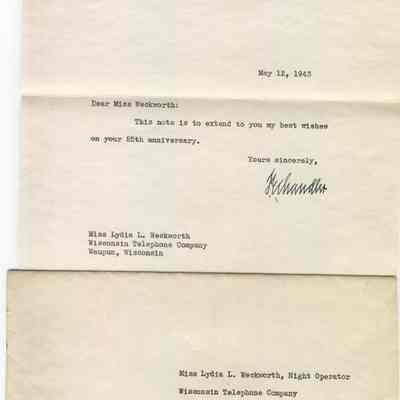 May 12, 1943
Dear Miss Weckworth:
This note is to extend to you my best wishes
on your 25th anniversary.
Yours sincerely,
Miss Lydia L. Weckworth
Wisconsin Telephone Company
Waupun, Wisconsin
Miss Lydia L. Weckworth, Night Operator
Wisconsin Telephone Company